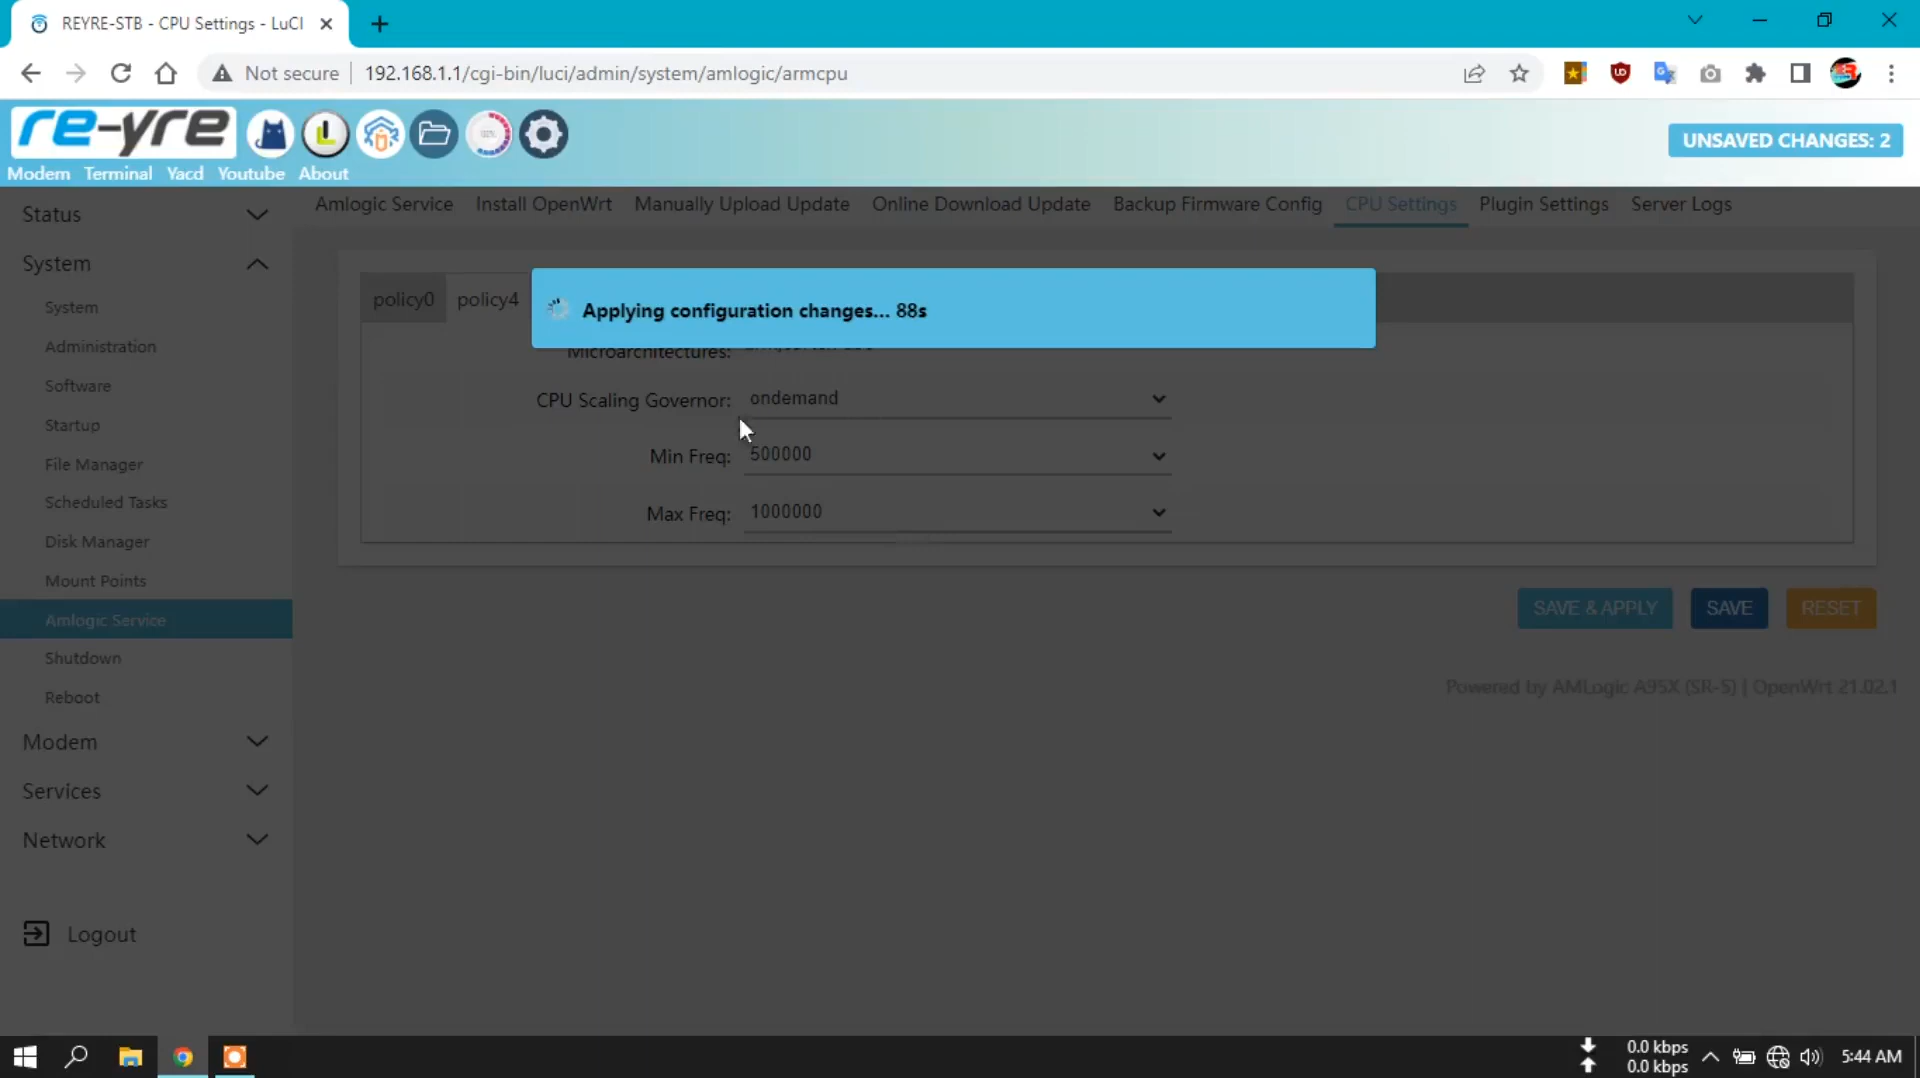 REYRE-STB - CPU Settings - LuCI
Not secure
192.168.1.1/cgi-bin/luci/admin/system/amlogic/armcpu
re-yre
UNSAVED CHANGES: 2
Modem Terminal Yacd Youtube About
Status
Amlogic Service Install OpenWrt Manually Upload Update Online Download Update Backup Firmware Config CPU Settings Plugin Settings Server Logs
System
System
Administration
Software
Startup
File Manager
Scheduled Tasks
Disk Manager
Mount Points
Amlogic Service
Shutdown
Reboot
Modem
Services
Network
Logout
policy0 policy4
Applying configuration changes... 88s
Microarchitectures:
CPU Scaling Governor: ondemand
Min Freq: 500000
Max Freq: 1000000
SAVE & APPLY SAVE RESET
Powered by AMLogic A95X (SR-5) | OpenWrt 21.02.1
0.0 kbps
0.0 kbps
5:44 AM